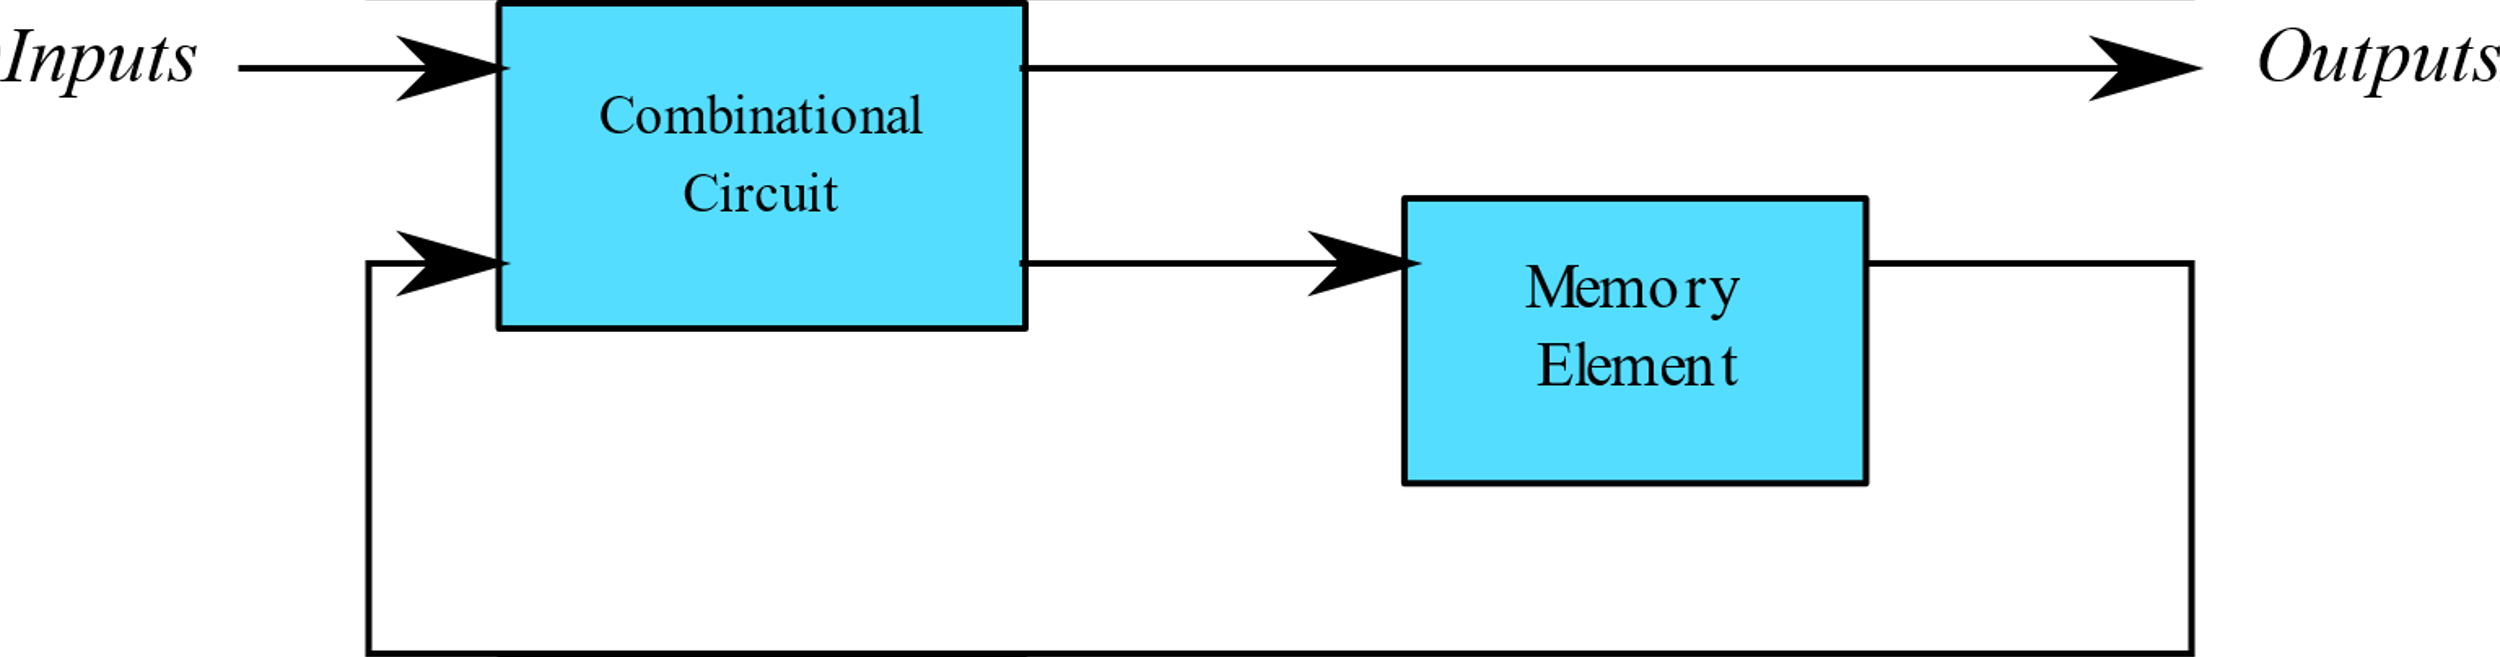 Inputs
Outputs
Combinational
Circuit
Memory
Element